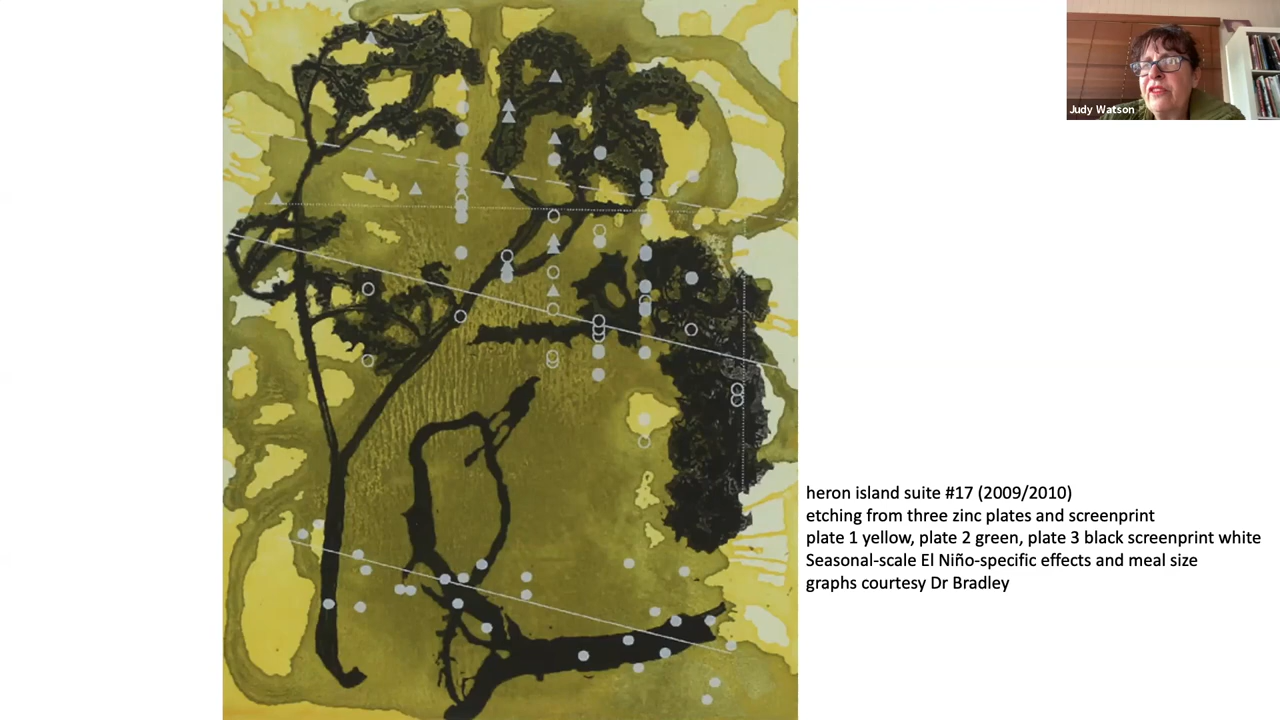 Judy Watson
heron island suite #17 (2009/2010)
etching from three zinc plates and screenprint
plate 1 yellow, plate 2 green, plate 3 black screenprint white
Seasonal-scale El Niño-specific effects and meal size
graphs courtesy Dr Bradley